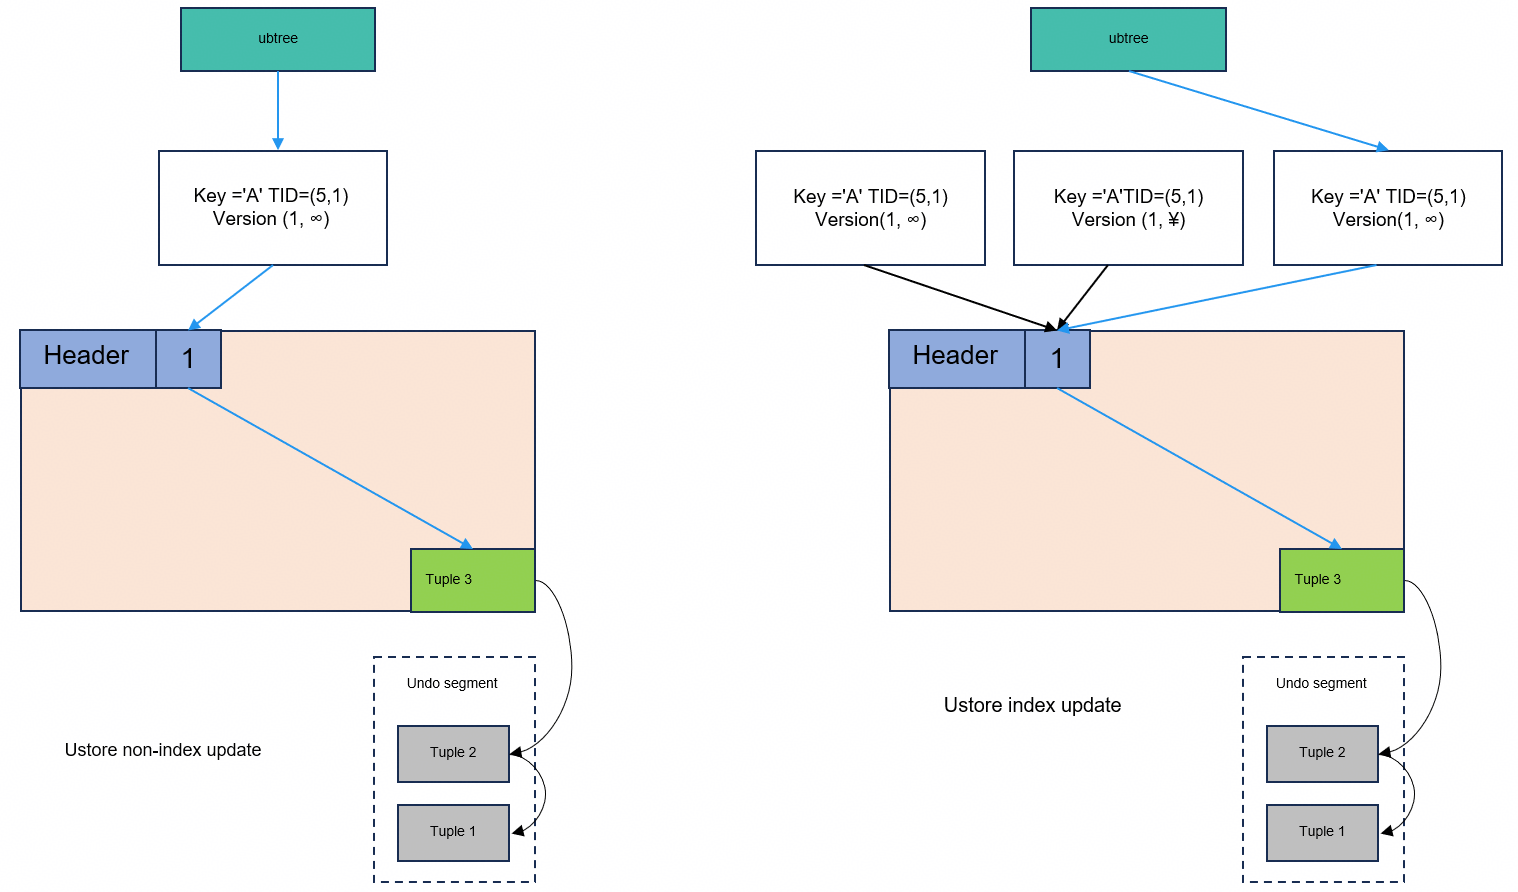 ubtree
Key ='A' TID=(5,1)
Version (1, ∞)
Header
1
Tuple 3
Undo segment
Tuple 2
Tuple 1
Ustore non-index update
ubtree
Key ='A' TID=(5,1)
Version(1, ∞)
Key ='A'TID=(5,1)
Version (1, ¥)
Key ='A' TID=(5,1)
Version(1, ∞)
Header
1
Tuple 3
Undo segment
Tuple 2
Tuple 1
Ustore index update